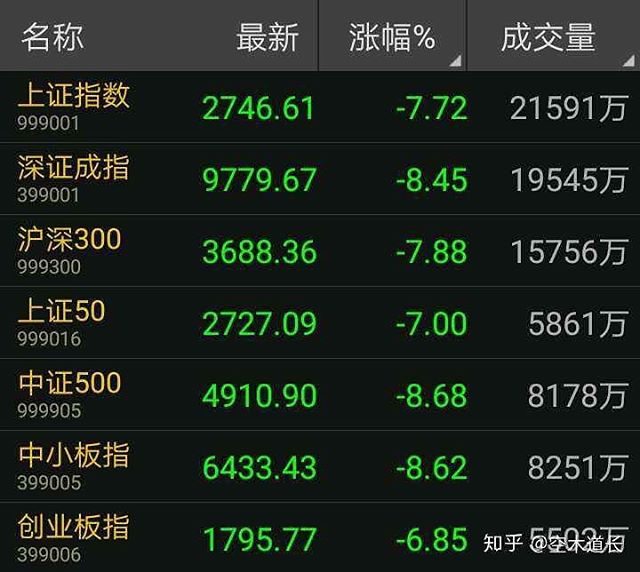 名称 最新 涨幅% 成交量
上证指数 2746.61 -7.72 21591万
999001
深证成指 9779.67 -8.45 19545万
399001
沪深300 3688.36 -7.88 15756万
999300
上证50 2727.09 -7.00 5861万
999016
中证500 4910.90 -8.68 8178万
999905
中小板指 6433.43 -8.62 8251万
399005
创业板指 1795.77 -6.85
399006
知乎 @空木道长